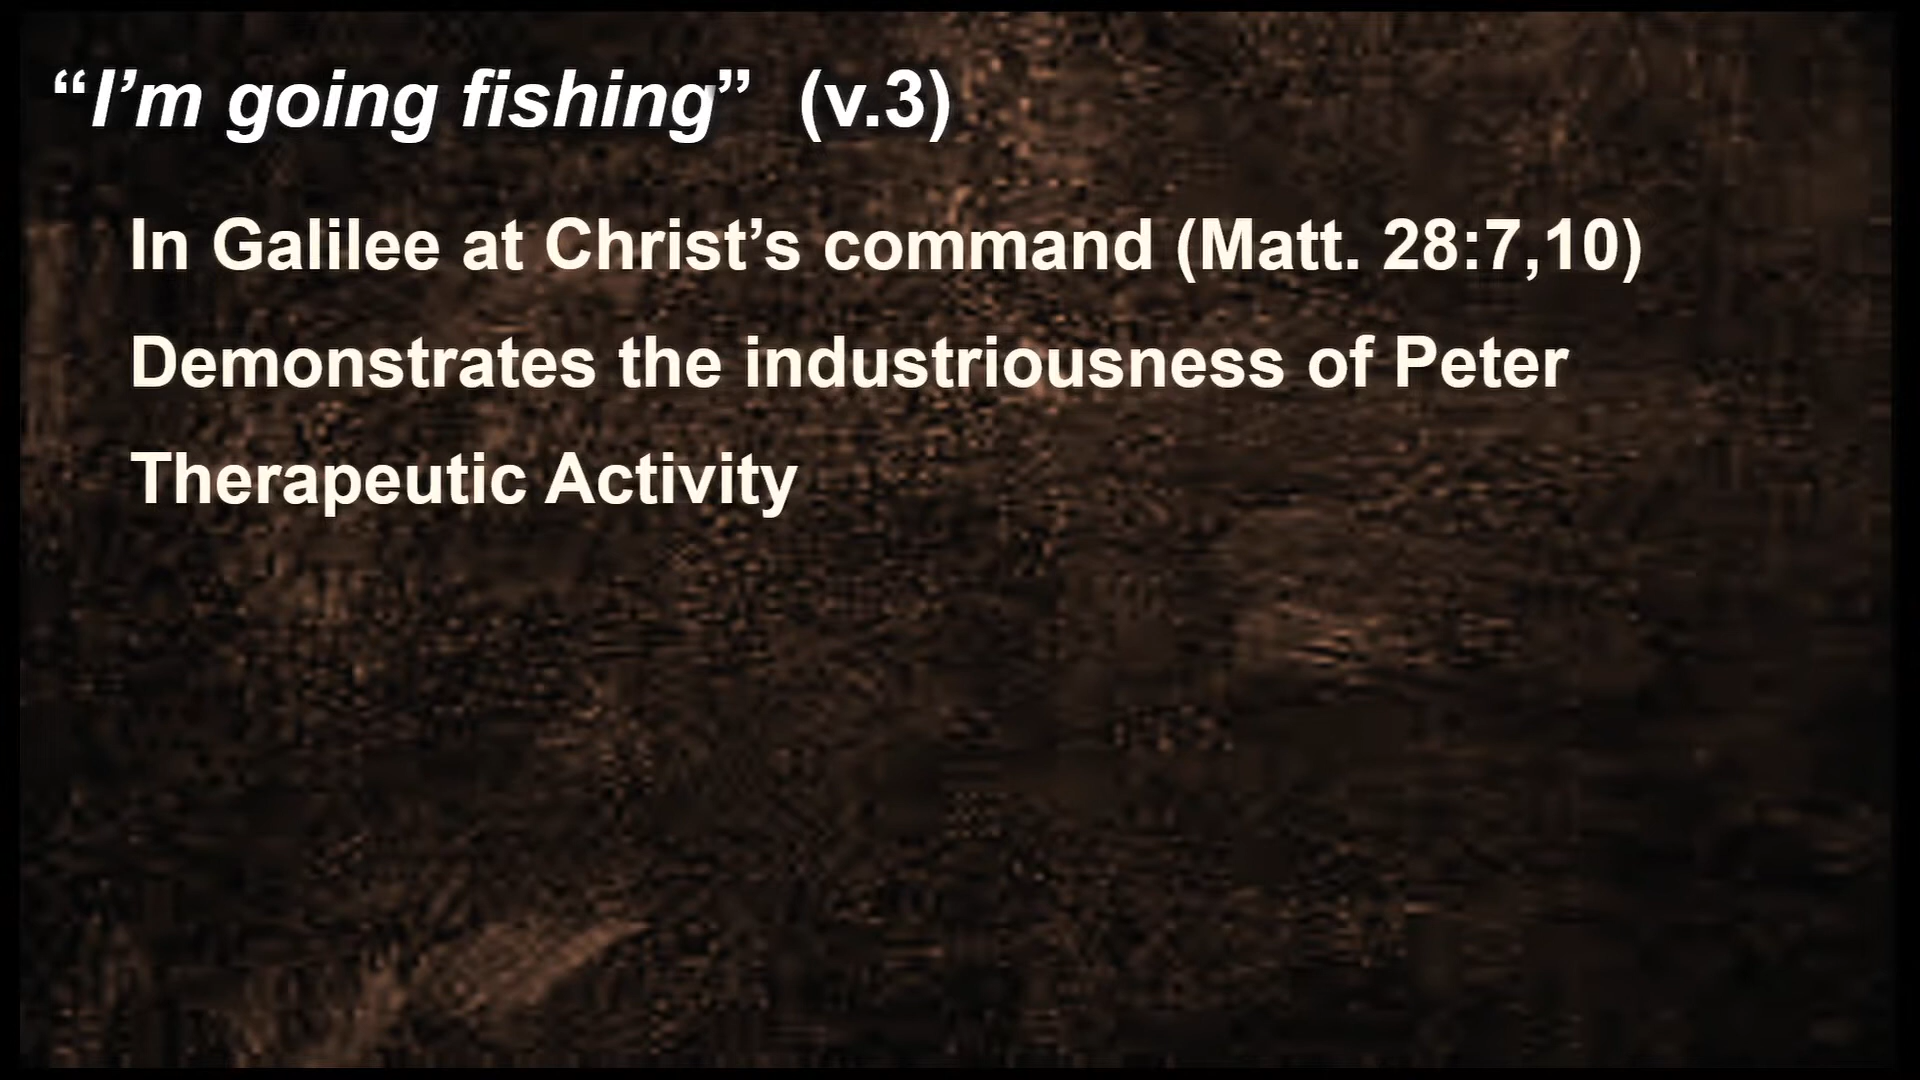 “I’m going fishing” (v.3)
In Galilee at Christ’s command (Matt. 28:7,10)
Demonstrates the industriousness of Peter
Therapeutic Activity